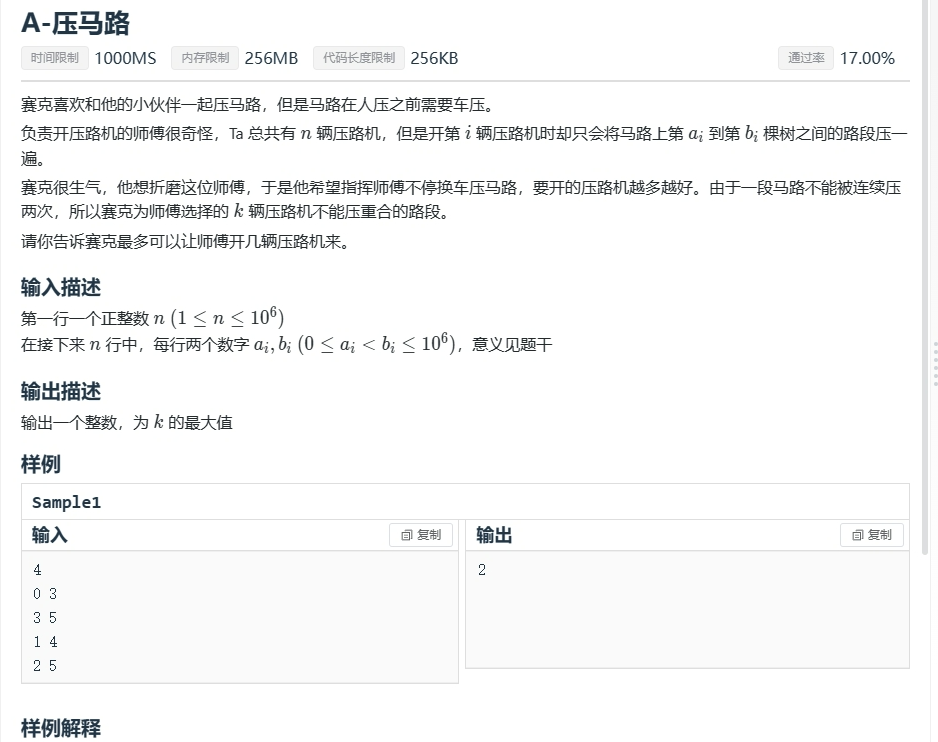 A-压马路
时间限制 1000MS 内存限制 256MB 代码长度限制 256KB 通过率 17.00%
赛克喜欢和他的小伙伴一起压马路，但是马路在人压之前需要车压。
负责开压路机的师傅很奇怪，Ta 总共有 n 辆压路机，但是开第 i 辆压路机时却只会将马路上第 a_i 到第 b_i 棵树之间的路段压一
遍。
赛克很生气，他想折磨这位师傅，于是他希望指挥师傅不停换车压马路，要开的压路机越多越好。由于一段马路不能被连续压
两次，所以赛克为师傅选择的 k 辆压路机不能压重合的路段。
请你告诉赛克最多可以让师傅开几辆压路机来。
输入描述
第一行一个正整数 n (1 ≤ n ≤ 10^6)
在接下来 n 行中，每行两个数字 a_i, b_i (0 ≤ a_i < b_i ≤ 10^6)，意义见题干
输出描述
输出一个整数，为 k 的最大值
样例
Sample1
输入 复制 输出 复制
4 2
0 3
3 5
1 4
2 5
样例解释